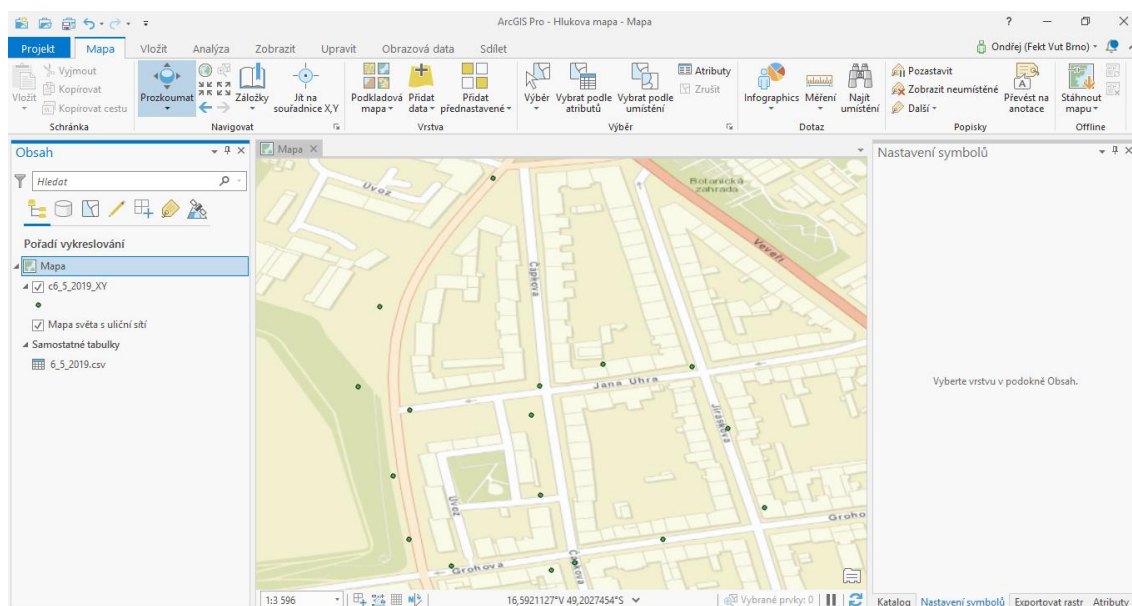 ArcGIS Pro - Hlukova mapa - Mapa
?
Projekt Mapa Vložit Analýza Zobrazit Upravit Obrazová data Sdílet
Ondřej (Fekt Vut Brno)
Vložit
Vyjmout
Kopírovat
Kopírovat cestu
Schránka
Prozkoumat
Záložky
Jít na souřadnice X,Y
Navigovat
Podkladová mapa
Přidat data
Přidat přednastavené
Vrstva
Výběr
Vybrat podle atributů
Vybrat podle umístění
Atributy
Zrušit
Výběr
Infographics
Měření
Najít umístění
Dotaz
Pozastavit
Zobrazit neumístěné
Další
Převést na anotace
Popisky
Stáhnout mapu
Offline
Obsah
Hledat
Pořadí vykreslování
Mapa
c6_5_2019_XY
Mapa světa s uliční sítí
Samostatné tabulky
6_5_2019.csv
Mapa
Úvoz
Botanická
zahrada
Veveří
Čápkova
Jana Uhra
Jiráskova
Úvoz
Groho
Grohova
Čápkova
1:3 596
16,5921127°V 49,2027454°S
Vybrané prvky: 0
Nastavení symbolů
Vyberte vrstvu v podokně Obsah.
Katalog Nastavení symbolů Exportovat rastr Atributy